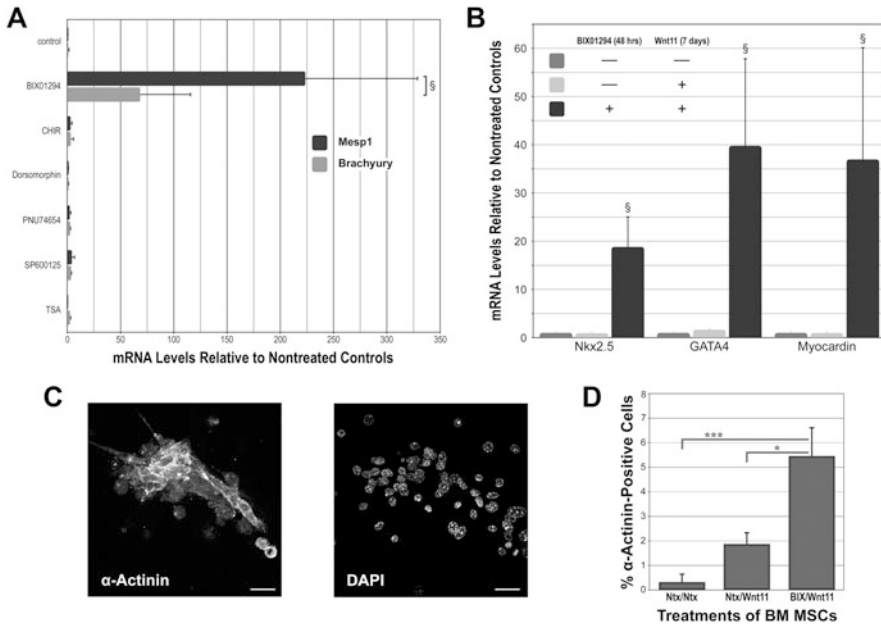 A
control
BIX01294
CHIR
Dorsomorphin
PNU74654
SP600125
TSA
§
Mesp1
Brachyury
0 50 100 150 200 250 300 350
mRNA Levels Relative to Nontreated Controls
B
mRNA Levels Relative to Nontreated Controls
60
50
40
30
20
10
0
BIX01294 (48 hrs) Wnt11 (7 days)
— —
— +
+ +
§
§
§
Nkx2.5 GATA4 Myocardin
C
α-Actinin
DAPI
D
% α-Actinin-Positive Cells
8
7
6
5
4
3
2
1
0
***
*
Ntx/Ntx Ntx/Wnt11 BIX/Wnt11
Treatments of BM MSCs